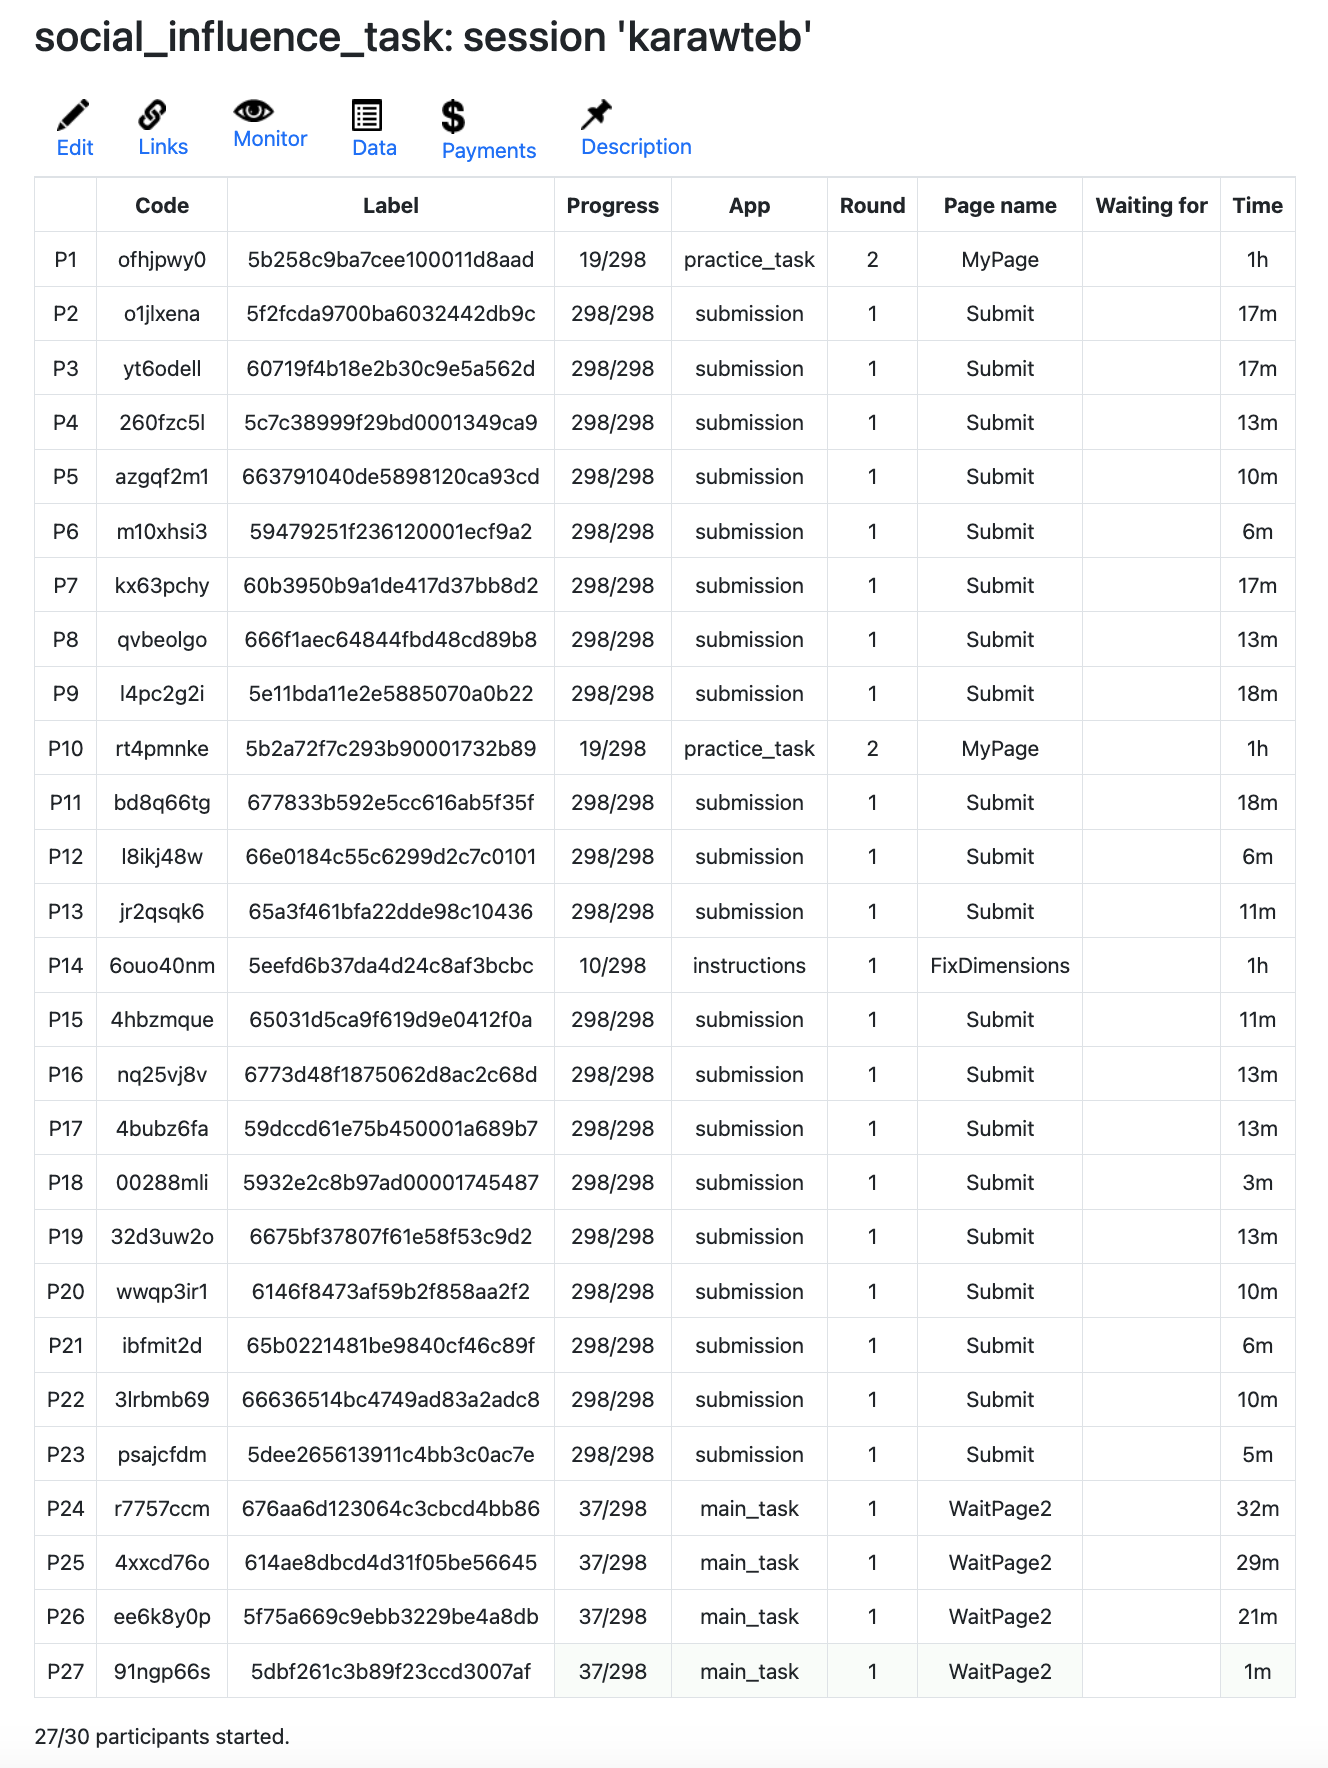 social_influence_task: session 'karawteb'
Edit Links Monitor Data Payments Description
Code Label Progress App Round Page name Waiting for Time
P1 ofhjpwy0 5b258c9ba7cee100011d8aad 19/298 practice_task 2 MyPage 1h
P2 o1jlxena 5f2fcda9700ba6032442db9c 298/298 submission 1 Submit 17m
P3 yt6odell 60719f4b18e2b30c9e5a562d 298/298 submission 1 Submit 17m
P4 260fzc5l 5c7c38999f29bd0001349ca9 298/298 submission 1 Submit 13m
P5 azgqf2m1 663791040de5898120ca93cd 298/298 submission 1 Submit 10m
P6 m10xhsi3 59479251f236120001ecf9a2 298/298 submission 1 Submit 6m
P7 kx63pchy 60b3950b9a1de417d37bb8d2 298/298 submission 1 Submit 17m
P8 qvbeolgo 666f1aec64844fbd48cd89b8 298/298 submission 1 Submit 13m
P9 l4pc2g2i 5e11bda11e2e5885070a0b22 298/298 submission 1 Submit 18m
P10 rt4pmnke 5b2a72f7c293b90001732b89 19/298 practice_task 2 MyPage 1h
P11 bd8q66tg 677833b592e5cc616ab5f35f 298/298 submission 1 Submit 18m
P12 l8ikj48w 66e0184c55c6299d2c7c0101 298/298 submission 1 Submit 6m
P13 jr2qsqk6 65a3f461bfa22dde98c10436 298/298 submission 1 Submit 11m
P14 6ouo40nm 5eefd6b37da4d24c8af3bcbc 10/298 instructions 1 FixDimensions 1h
P15 4hbzmque 65031d5ca9f619d9e0412f0a 298/298 submission 1 Submit 11m
P16 nq25vj8v 6773d48f1875062d8ac2c68d 298/298 submission 1 Submit 13m
P17 4bubz6fa 59dccd61e75b450001a689b7 298/298 submission 1 Submit 13m
P18 00288mli 5932e2c8b97ad00001745487 298/298 submission 1 Submit 3m
P19 32d3uw2o 6675bf37807f61e58f53c9d2 298/298 submission 1 Submit 13m
P20 wwqp3ir1 6146f8473af59b2f858aa2f2 298/298 submission 1 Submit 10m
P21 ibfmit2d 65b0221481be9840cf46c89f 298/298 submission 1 Submit 6m
P22 3lrbmb69 66636514bc4749ad83a2adc8 298/298 submission 1 Submit 10m
P23 psajcfdm 5dee265613911c4bb3c0ac7e 298/298 submission 1 Submit 5m
P24 r7757ccm 676aa6d123064c3cbcd4bb86 37/298 main_task 1 WaitPage2 32m
P25 4xxcd76o 614ae8dbcd4d31f05be56645 37/298 main_task 1 WaitPage2 29m
P26 ee6k8y0p 5f75a669c9ebb3229be4a8db 37/298 main_task 1 WaitPage2 21m
P27 91ngp66s 5dbf261c3b89f23ccd3007af 37/298 main_task 1 WaitPage2 1m
27/30 participants started.